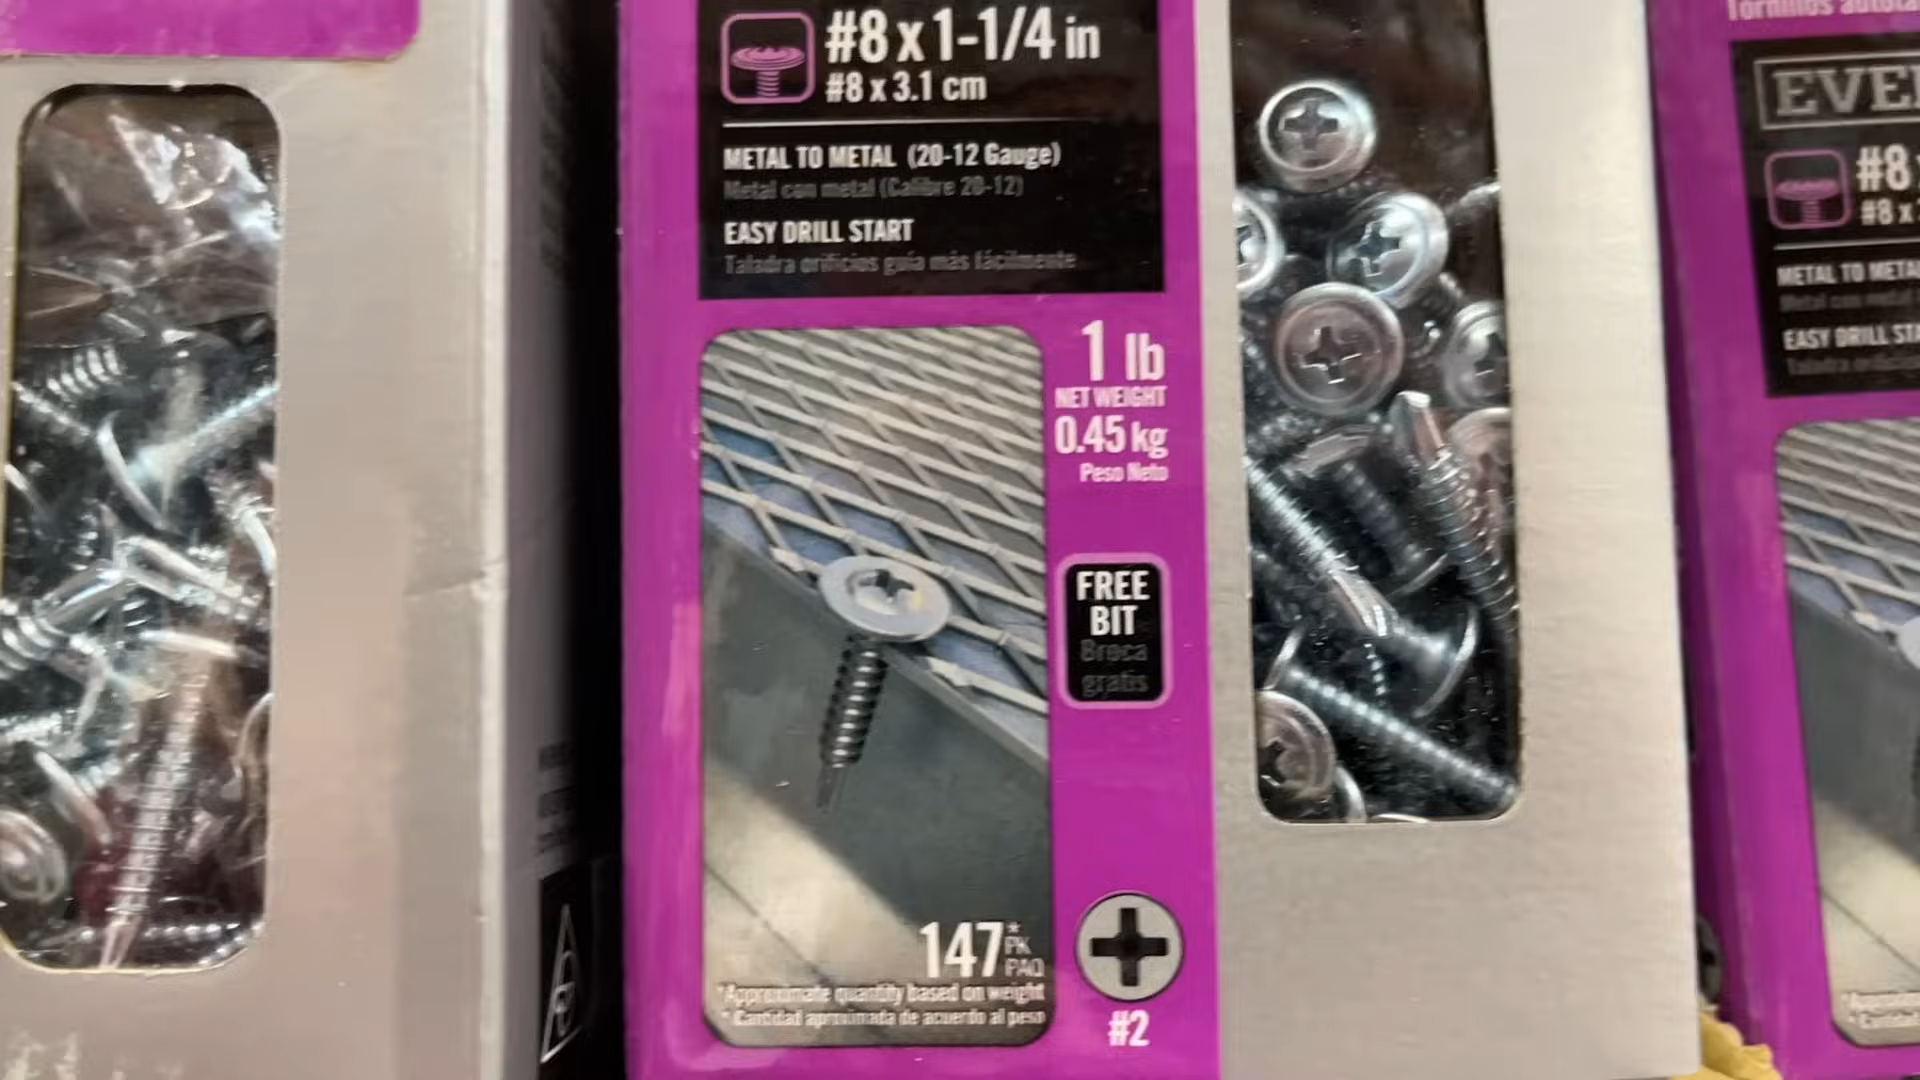 #8 x 1-1/4 in
#8 x 3.1 cm
METAL TO METAL (20-12 Gauge)
Metal con metal (Calibre 20-12)
EASY DRILL START
Taladra orificios guía más fácilmente
1 lb
NET WEIGHT
0.45 kg
Peso Neto
FREE
BIT
Broca
gratis
147*
PK
PAQ
*Approximate quantity based on weight
* Cantidad aproximada de acuerdo al peso
#2
Tornillos
#8
#8 x
METAL TO
EASY DRILL